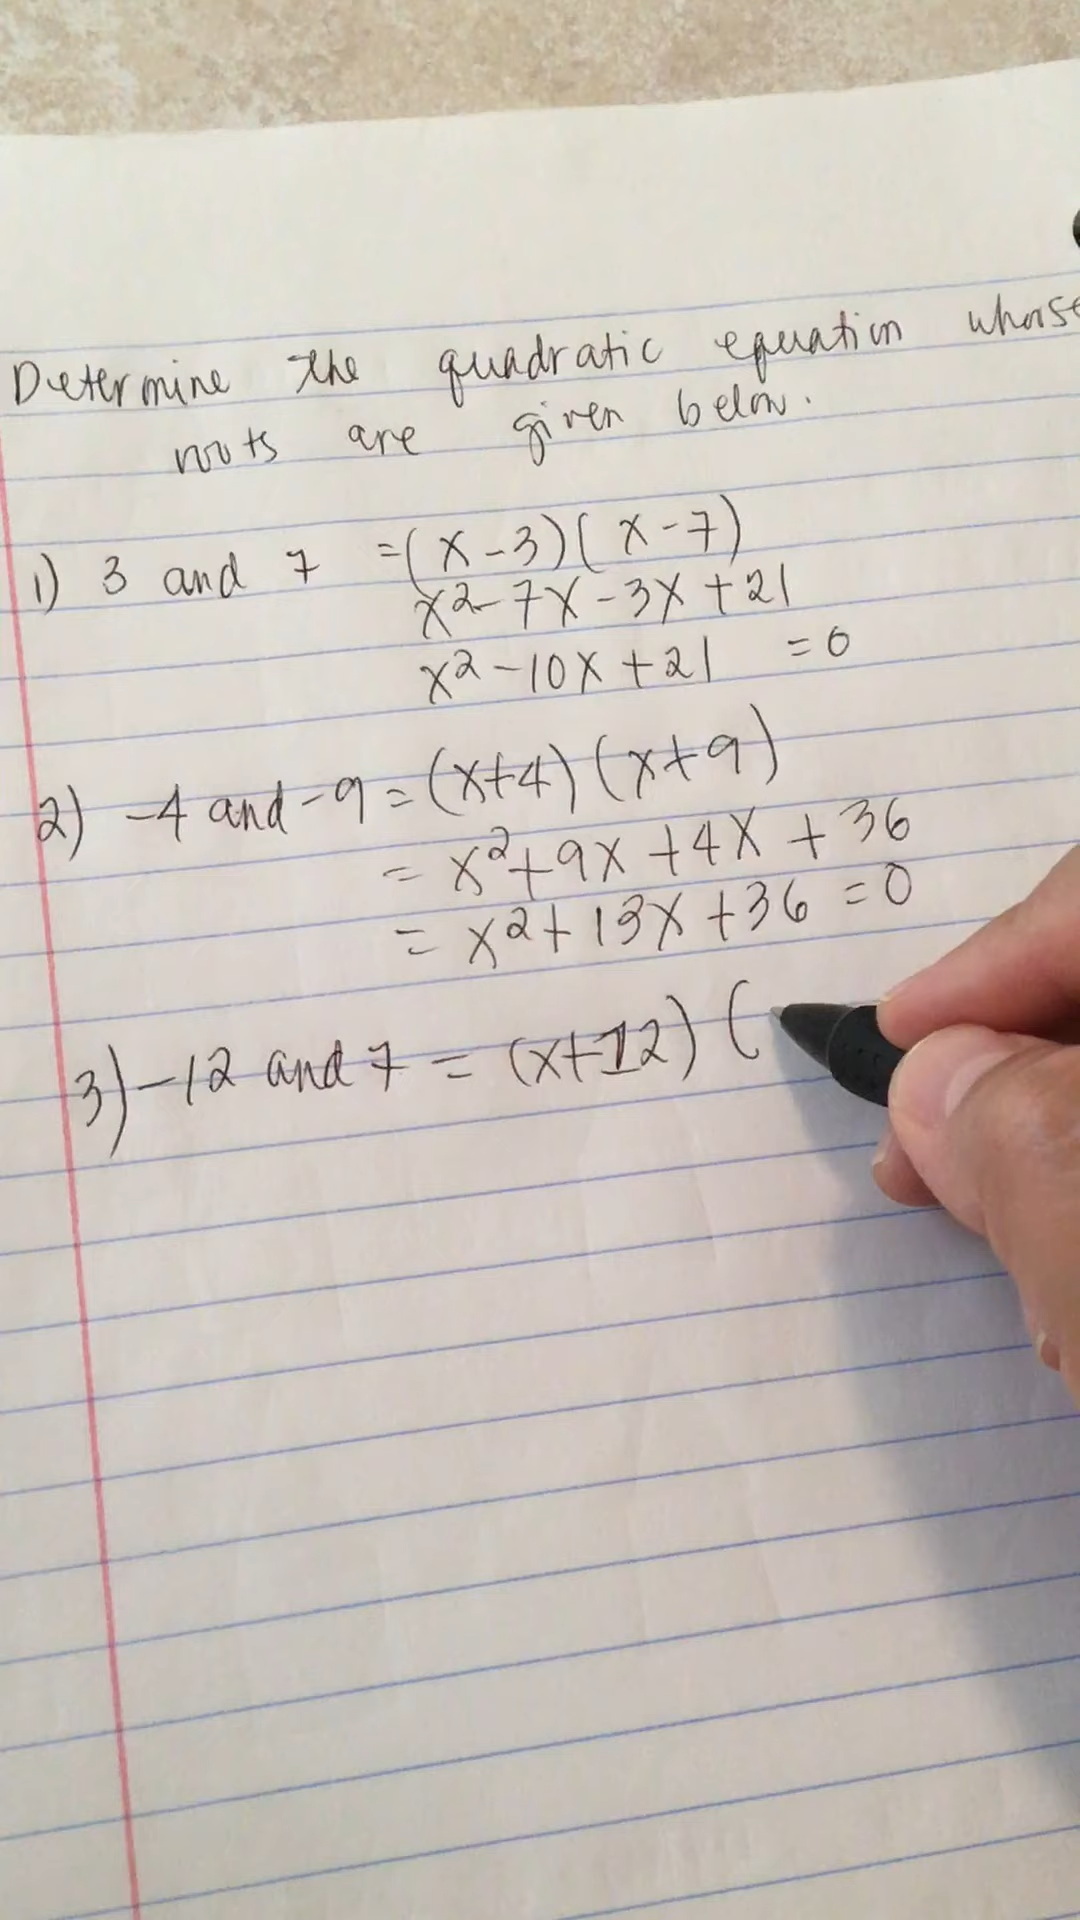 Determine the quadratic equation whose
roots are given below.
1) 3 and 7 =(x-3)(x-7)
x²-7x-3x+21
x²-10x+21 =0
2) -4 and -9 = (x+4)(x+9)
= x²+9x+4x+36
= x²+13x+36 =0
3) -12 and 7 = (x+12)(